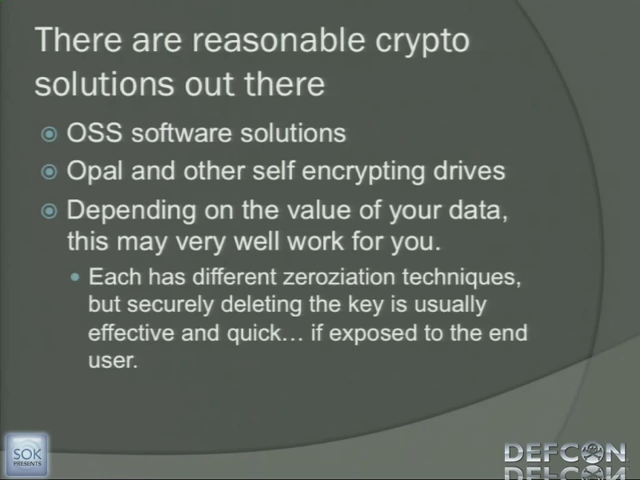 There are reasonable crypto
solutions out there
OSS software solutions
Opal and other self encrypting drives
Depending on the value of your data,
this may very well work for you.
Each has different zeroziation techniques,
but securely deleting the key is usually
effective and quick… if exposed to the end
user.
SOK
PRESENTS
DEFCON